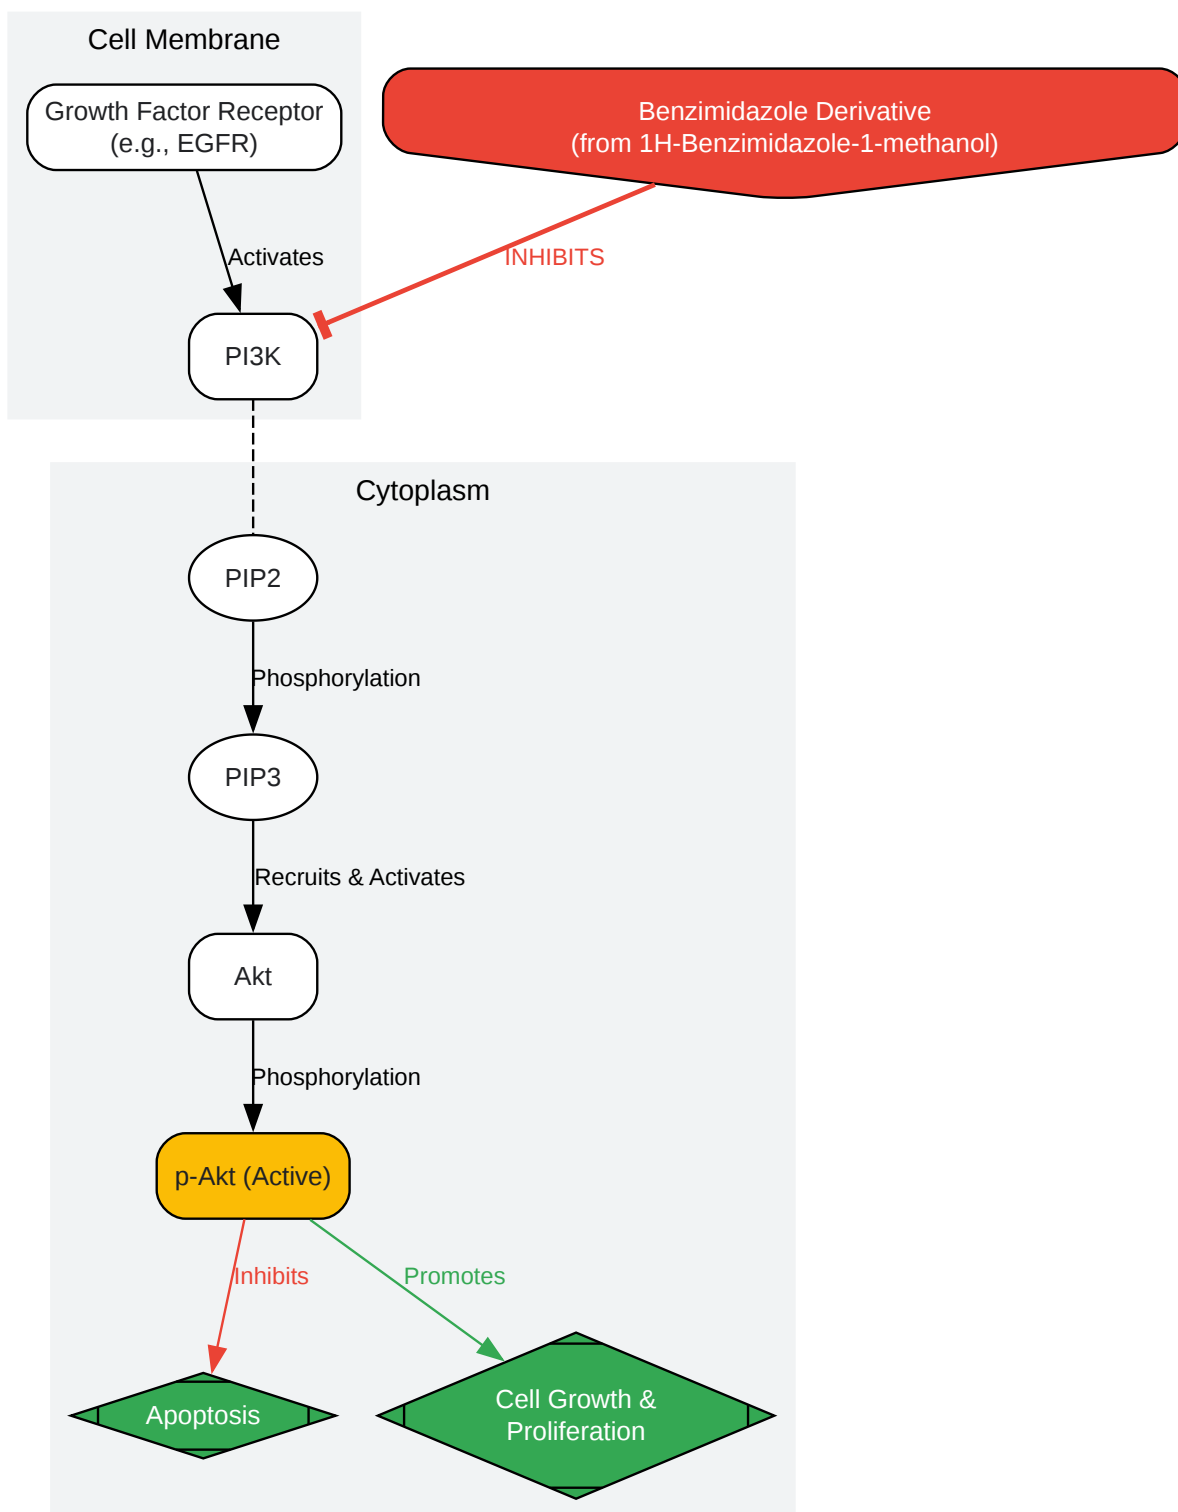 Cell Membrane
Growth Factor Receptor
(e.g., EGFR)
Benzimidazole Derivative
(from 1H-Benzimidazole-1-methanol)
Activates
INHIBITS
PI3K
Cytoplasm
PIP2
Phosphorylation
PIP3
Recruits & Activates
Akt
Phosphorylation
p-Akt (Active)
Inhibits
Promotes
Apoptosis
Cell Growth &
Proliferation